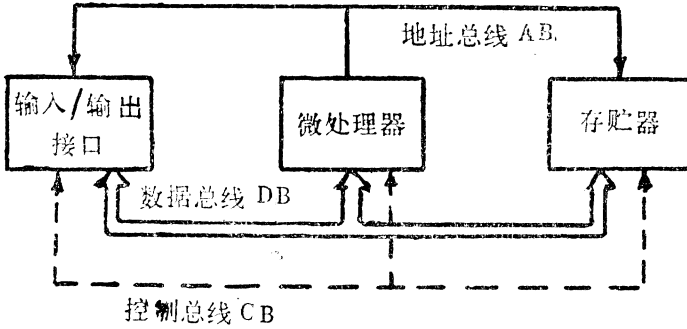 地址总线 AB
输入/输出
接口
微处理器
存贮器
数据总线 DB
控制总线 CB